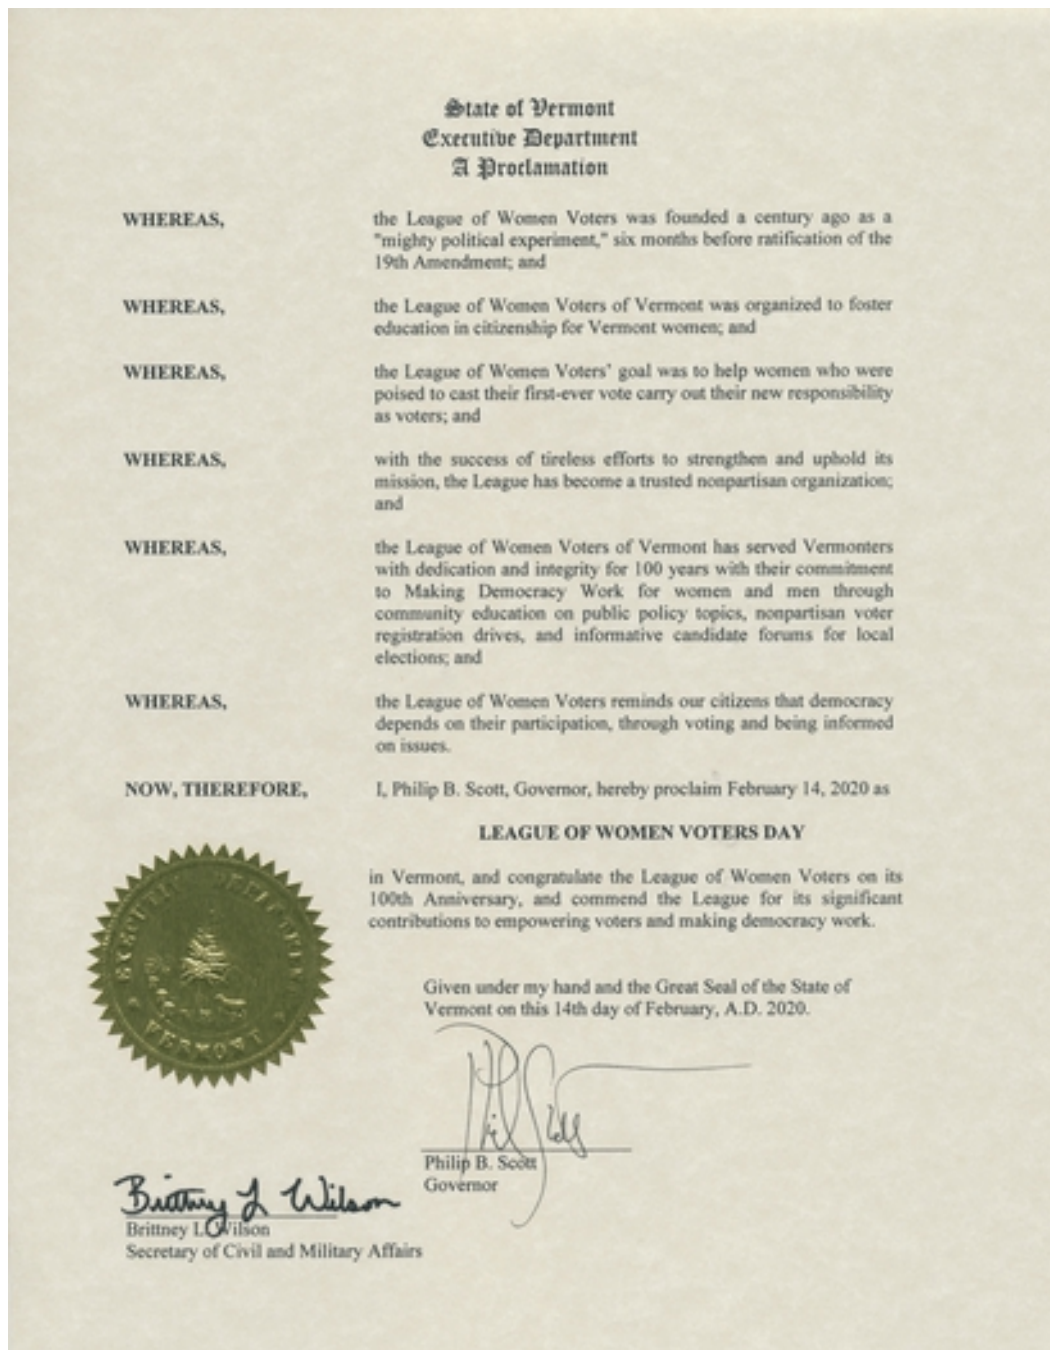 State of Vermont
Executive Department
A Proclamation
WHEREAS, the League of Women Voters was founded a century ago as a
"mighty political experiment," six months before ratification of the
19th Amendment; and
WHEREAS, the League of Women Voters of Vermont was organized to foster
education in citizenship for Vermont women; and
WHEREAS, the League of Women Voters' goal was to help women who were
poised to cast their first-ever vote carry out their new responsibility
as voters; and
WHEREAS, with the success of tireless efforts to strengthen and uphold its
mission, the League has become a trusted nonpartisan organization;
and
WHEREAS, the League of Women Voters of Vermont has served Vermonters
with dedication and integrity for 100 years with their commitment
to Making Democracy Work for women and men through
community education on public policy topics, nonpartisan voter
registration drives, and informative candidate forums for local
elections; and
WHEREAS, the League of Women Voters reminds our citizens that democracy
depends on their participation, through voting and being informed
on issues.
NOW, THEREFORE, I, Philip B. Scott, Governor, hereby proclaim February 14, 2020 as
LEAGUE OF WOMEN VOTERS DAY
in Vermont, and congratulate the League of Women Voters on its
100th Anniversary, and commend the League for its significant
contributions to empowering voters and making democracy work.
VERMONT
Given under my hand and the Great Seal of the State of
Vermont on this 14th day of February, A.D. 2020.
Phil Scott
Philip B. Scott
Governor
Brittney L Wilson
Brittney L. Wilson
Secretary of Civil and Military Affairs